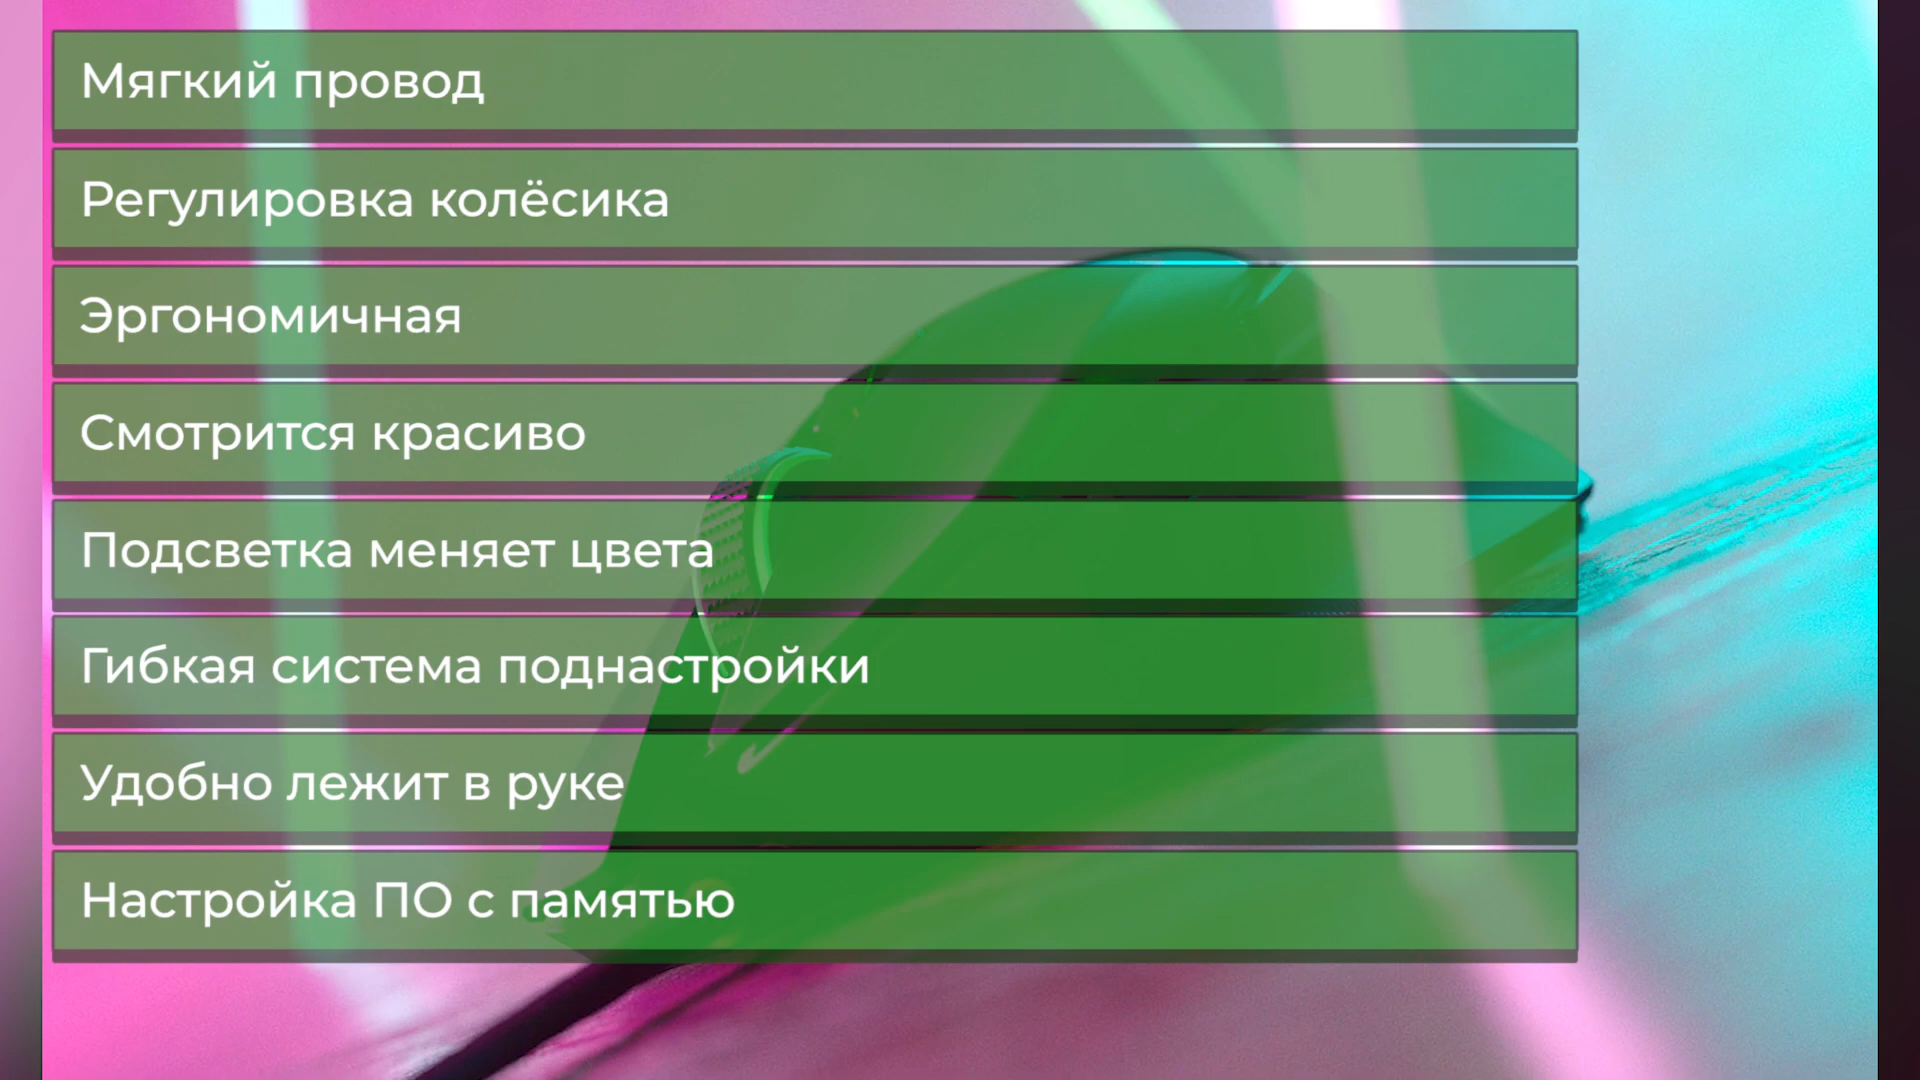 Мягкий провод
Регулировка колёсика
Эргономичная
Смотрится красиво
Подсветка меняет цвета
Гибкая система поднастройки
Удобно лежит в руке
Настройка ПО с памятью